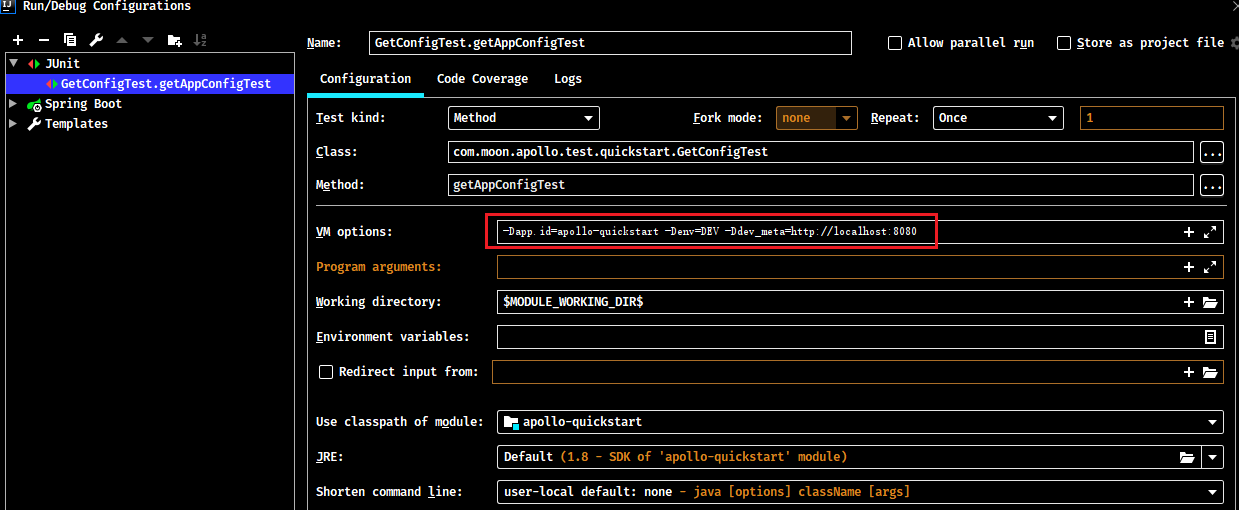 IJ Run/Debug Configurations
Name: GetConfigTest.getAppConfigTest Allow parallel run Store as project file
JUnit
GetConfigTest.getAppConfigTest
Spring Boot
Templates
Configuration Code Coverage Logs
Test kind: Method Fork mode: none Repeat: Once 1
Class: com.moon.apollo.test.quickstart.GetConfigTest ...
Method: getAppConfigTest ...
VM options: -Dapp.id=apollo-quickstart -Denv=DEV -Ddev_meta=http://localhost:8080
Program arguments:
Working directory: $MODULE_WORKING_DIR$
Environment variables:
Redirect input from:
Use classpath of module: apollo-quickstart
JRE: Default (1.8 - SDK of 'apollo-quickstart' module)
Shorten command line: user-local default: none - java [options] className [args]